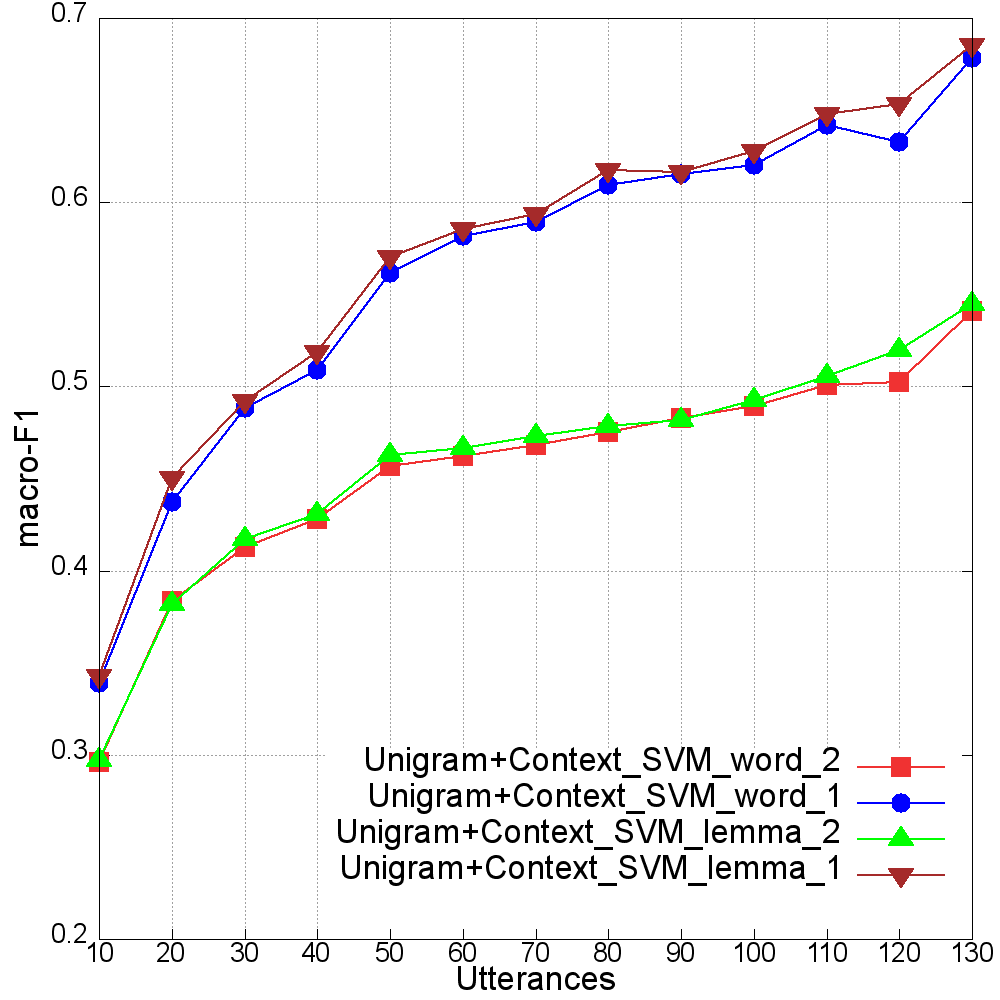 0.7
0.6
0.5
0.4
0.3
0.2
macro-F1
Unigram+Context_SVM_word_2
Unigram+Context_SVM_word_1
Unigram+Context_SVM_lemma_2
Unigram+Context_SVM_lemma_1
10 20 30 40 50 60 70 80 90 100 110 120 130
Utterances